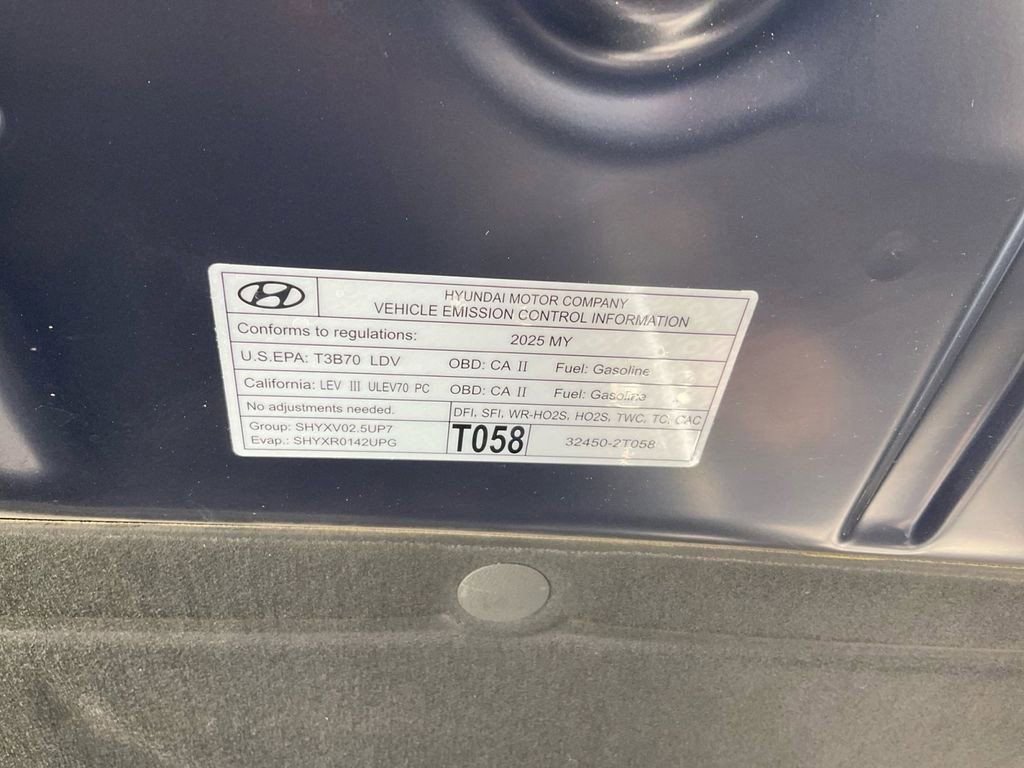 HYUNDAI MOTOR COMPANY
VEHICLE EMISSION CONTROL INFORMATION
Conforms to regulations: 2025 MY
U.S.EPA: T3B70 LDV OBD: CA II Fuel: Gasoline
California: LEV III ULEV70 PC OBD: CA II Fuel: Gasoline
No adjustments needed. DFI, SFI, WR-HO2S, HO2S, TWC, TC, CAC
Group: SHYXV02.5UP7
Evap.: SHYXR0142UPG
T058 32450-2T058